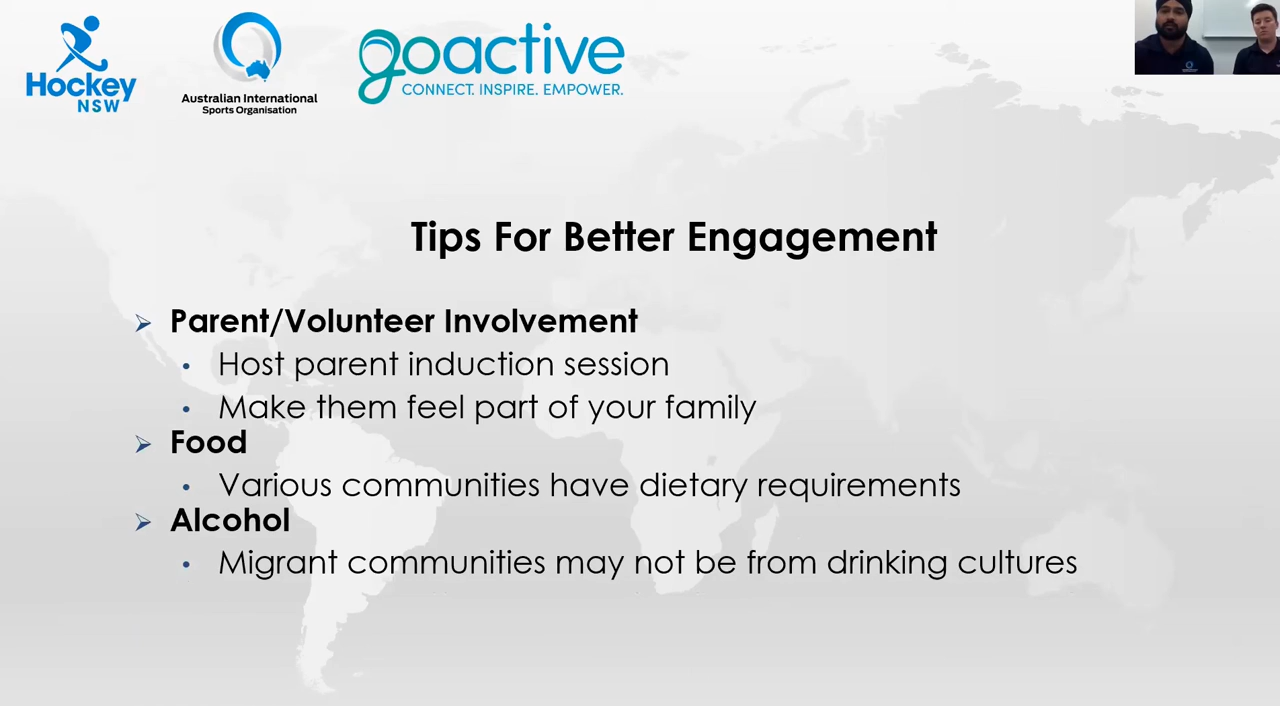 Hockey
NSW
Australian International
Sports Organisation
goactive
CONNECT. INSPIRE. EMPOWER.
Tips For Better Engagement
Parent/Volunteer Involvement
Host parent induction session
Make them feel part of your family
Food
Various communities have dietary requirements
Alcohol
Migrant communities may not be from drinking cultures